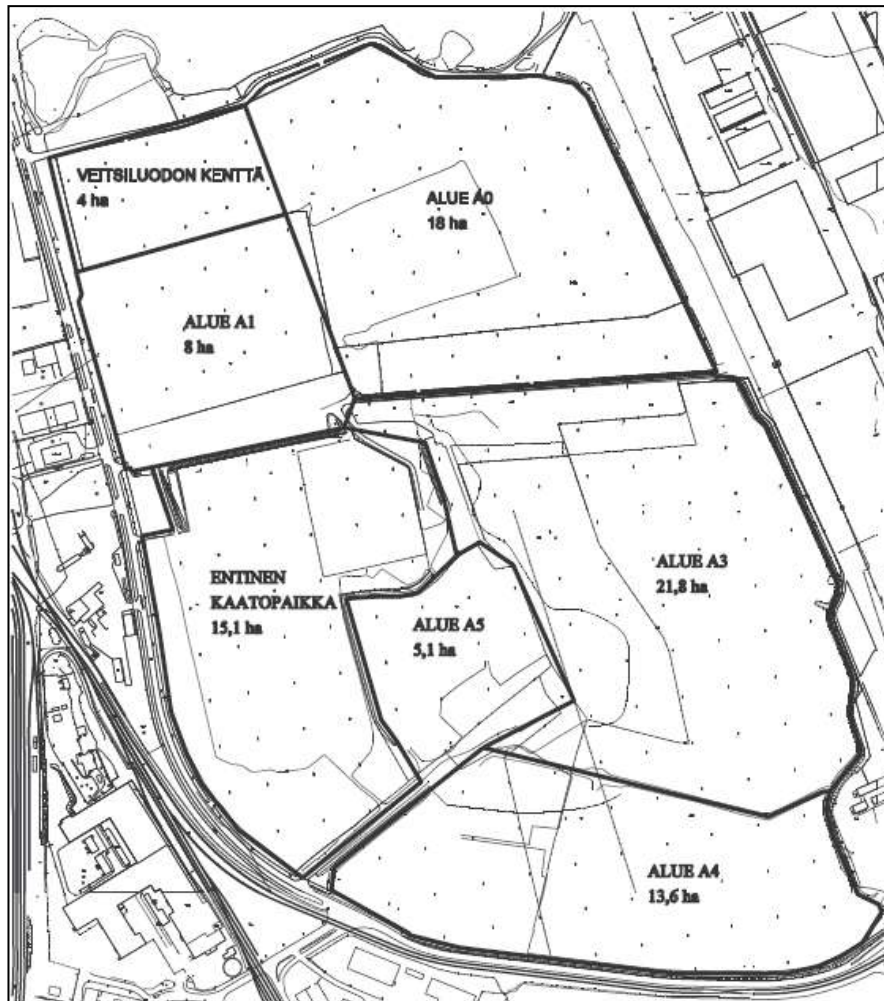 VEITSILUODON KENTTÄ
4 ha
ALUE A0
18 ha
ALUE A1
8 ha
ENTINEN
KAATOPAIKKA
15,1 ha
ALUE A5
5,1 ha
ALUE A3
21,8 ha
ALUE A4
13,6 ha